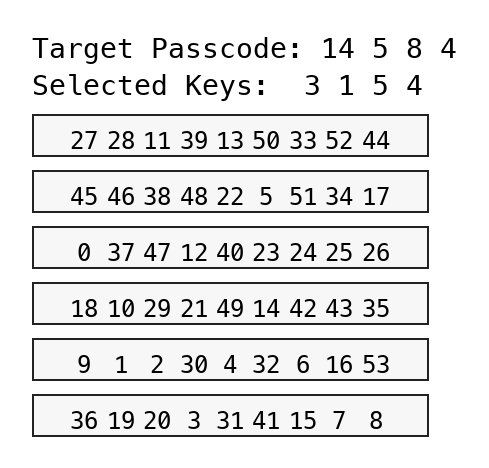 Target Passcode: 14 5 8 4
Selected Keys: 3 1 5 4
27 28 11 39 13 50 33 52 44
45 46 38 48 22 5 51 34 17
0 37 47 12 40 23 24 25 26
18 10 29 21 49 14 42 43 35
9 1 2 30 4 32 6 16 53
36 19 20 3 31 41 15 7 8